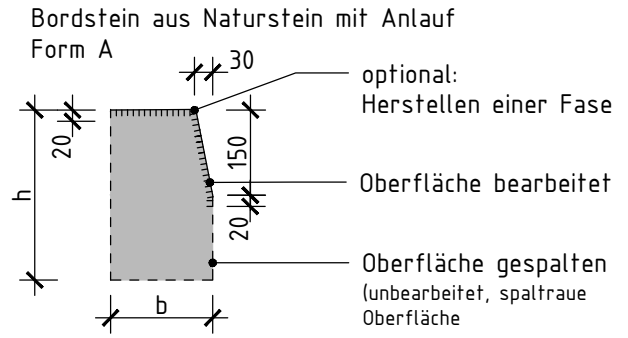 Bordstein aus Naturstein mit Anlauf
Form A
30
optional:
Herstellen einer Fase
20
150
h
Oberfläche bearbeitet
20
Oberfläche gespalten
(unbearbeitet, spaltraue
Oberfläche
b